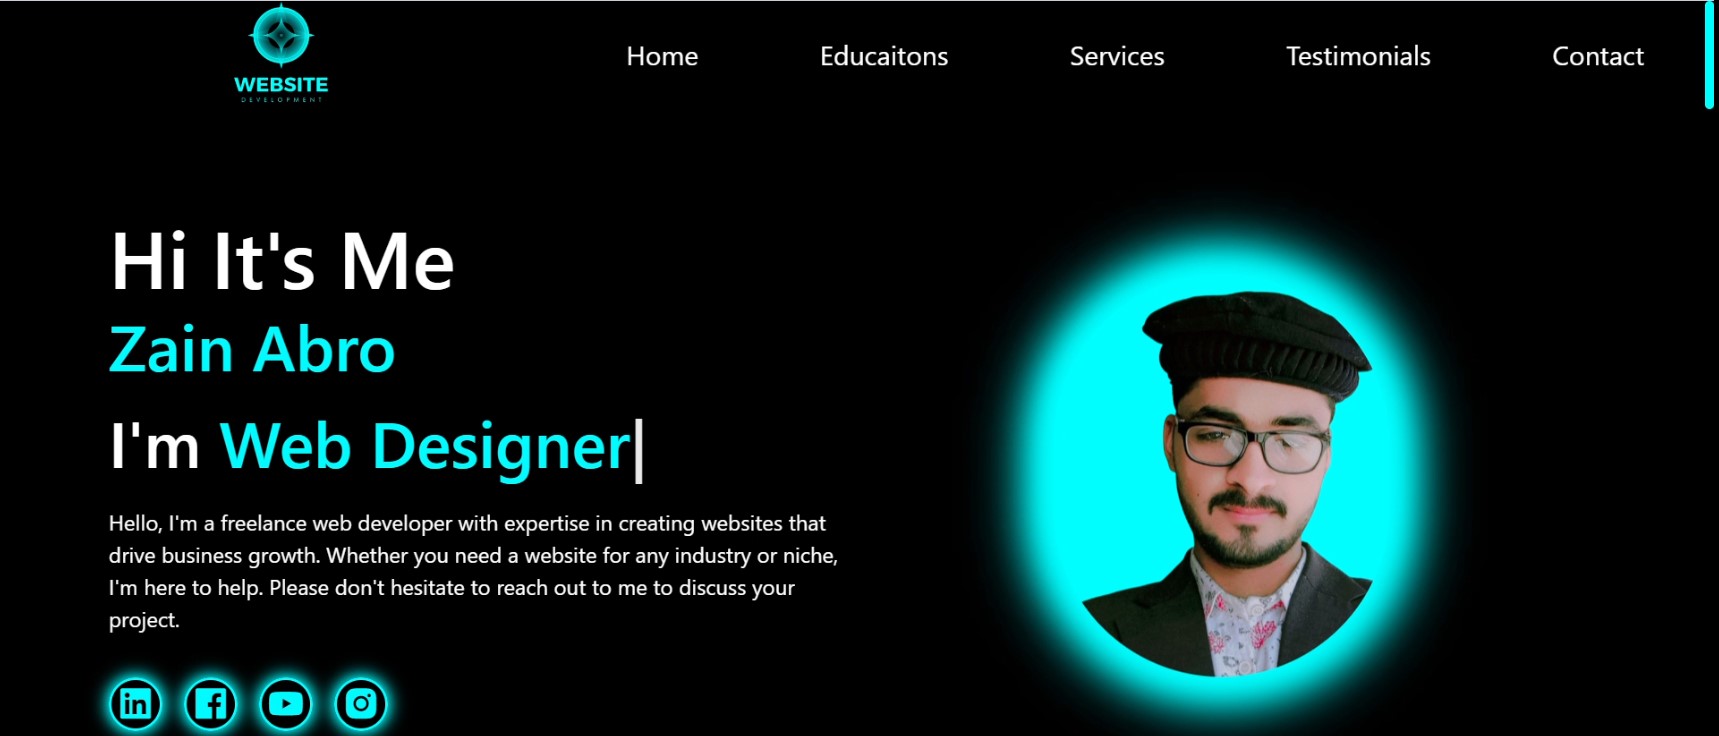 WEBSITE
DEVELOPMENT
Home
Educaitons
Services
Testimonials
Contact
Hi It's Me
Zain Abro
I'm Web Designer|
Hello, I'm a freelance web developer with expertise in creating websites that
drive business growth. Whether you need a website for any industry or niche,
I'm here to help. Please don't hesitate to reach out to me to discuss your
project.
in